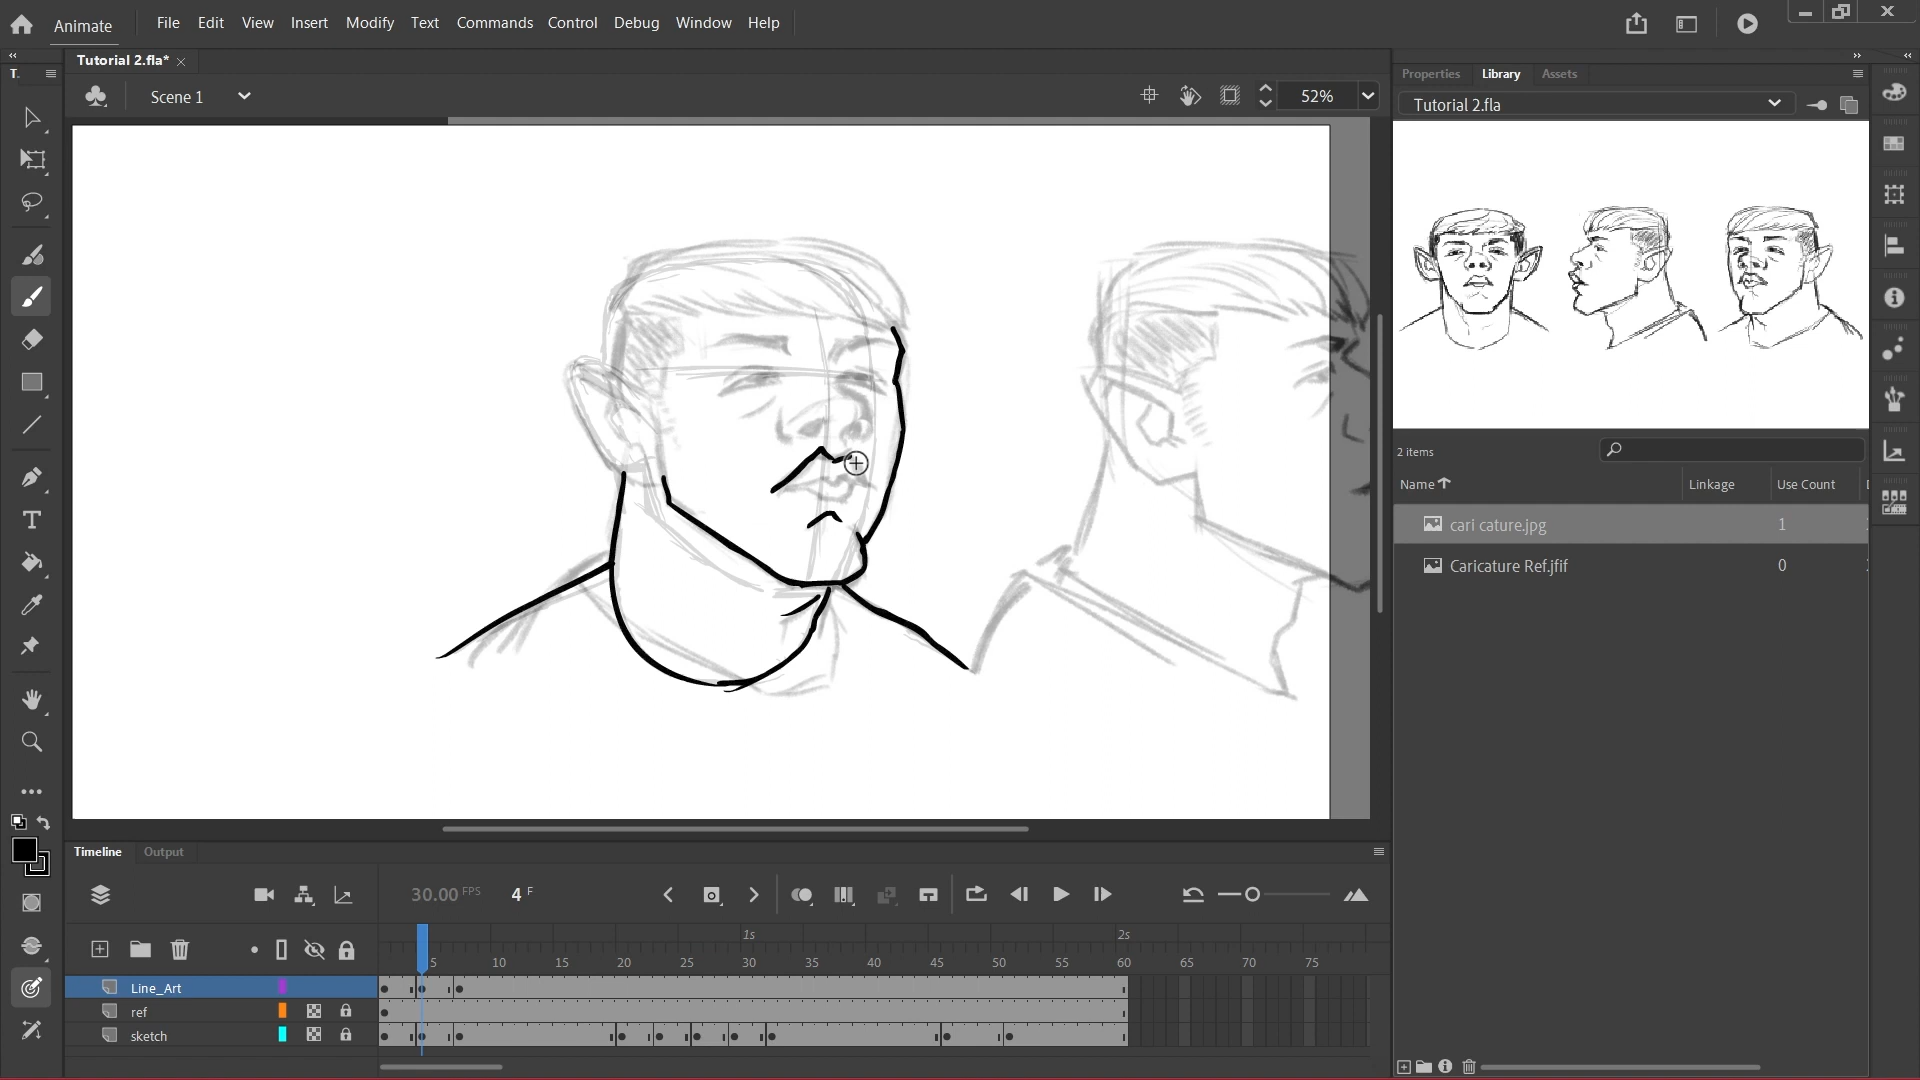 Animate File Edit View Insert Modify Text Commands Control Debug Window Help
Tutorial 2.fla*
Scene 1
52%
T.
Properties Library Assets
Tutorial 2.fla
2 items
Name Linkage Use Count
cari cature.jpg 1
Caricature Ref.jfif 0
Timeline Output
30.00 FPS 4 F
1s 2s
5 10 15 20 25 30 35 40 45 50 55 60 65 70 75
Line_Art
ref
sketch